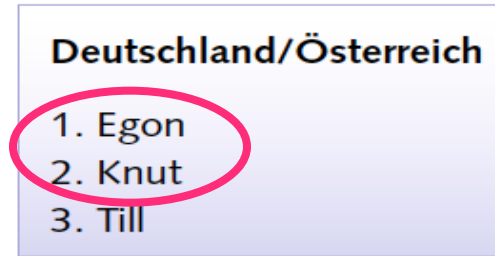 Deutschland/Österreich
1. Egon
2. Knut
3. Till